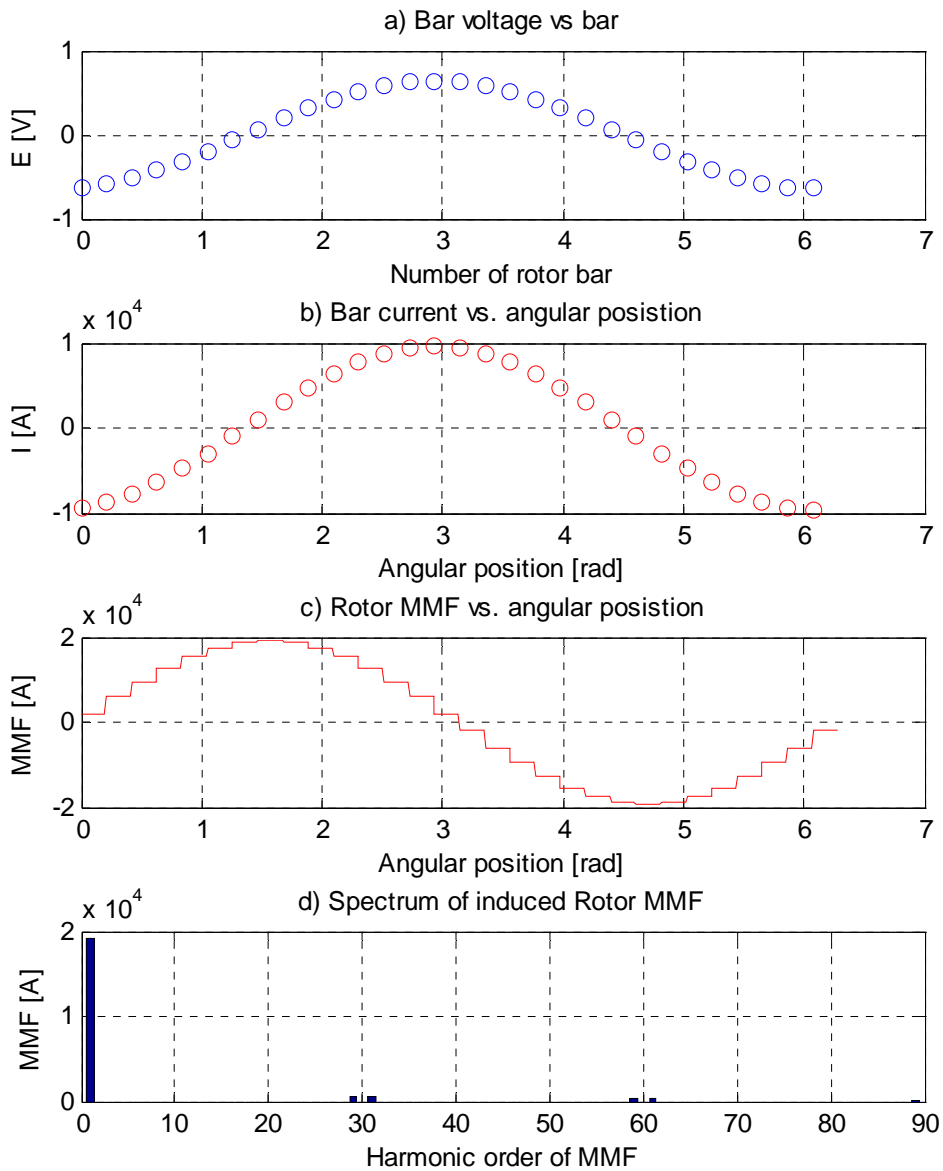 a) Bar voltage vs bar
1
0
-1
E [V]
0 1 2 3 4 5 6 7
Number of rotor bar
x 10^4
b) Bar current vs. angular posistion
1
0
-1
I [A]
0 1 2 3 4 5 6 7
Angular position [rad]
x 10^4
c) Rotor MMF vs. angular posistion
2
0
-2
MMF [A]
0 1 2 3 4 5 6 7
Angular position [rad]
x 10^4
d) Spectrum of induced Rotor MMF
2
1
0
MMF [A]
0 10 20 30 40 50 60 70 80 90
Harmonic order of MMF